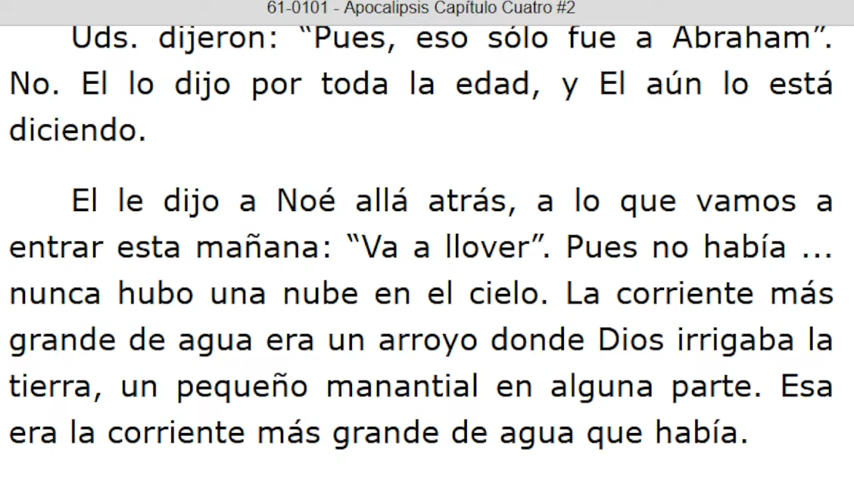 61-0101 - Apocalipsis Capítulo Cuatro #2
Uds. dijeron: “Pues, eso sólo fue a Abraham”.
No. El lo dijo por toda la edad, y El aún lo está
diciendo.
El le dijo a Noé allá atrás, a lo que vamos a
entrar esta mañana: “Va a llover”. Pues no había ...
nunca hubo una nube en el cielo. La corriente más
grande de agua era un arroyo donde Dios irrigaba la
tierra, un pequeño manantial en alguna parte. Esa
era la corriente más grande de agua que había.